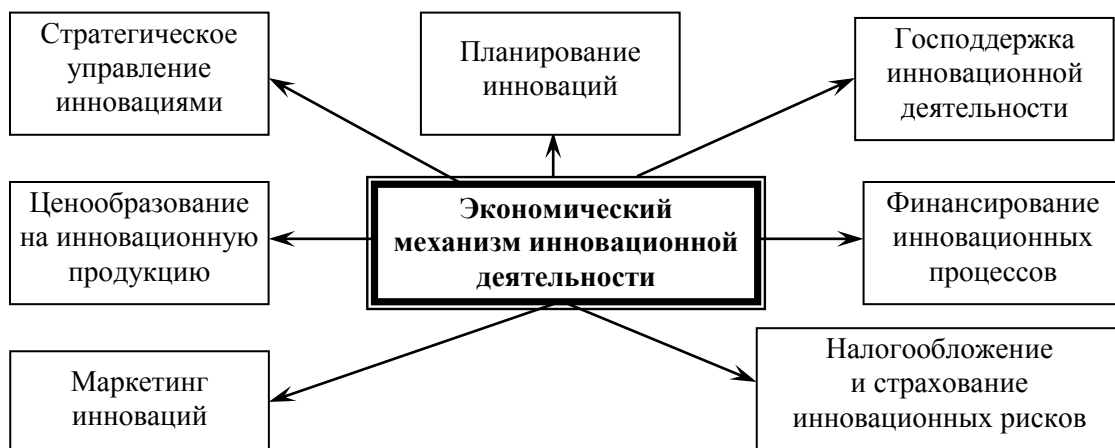 Стратегическое
управление
инновациями
Планирование
инноваций
Господдержка
инновационной
деятельности
Ценообразование
на инновационную
продукцию
Экономический
механизм инновационной
деятельности
Финансирование
инновационных
процессов
Маркетинг
инноваций
Налогообложение
и страхование
инновационных рисков